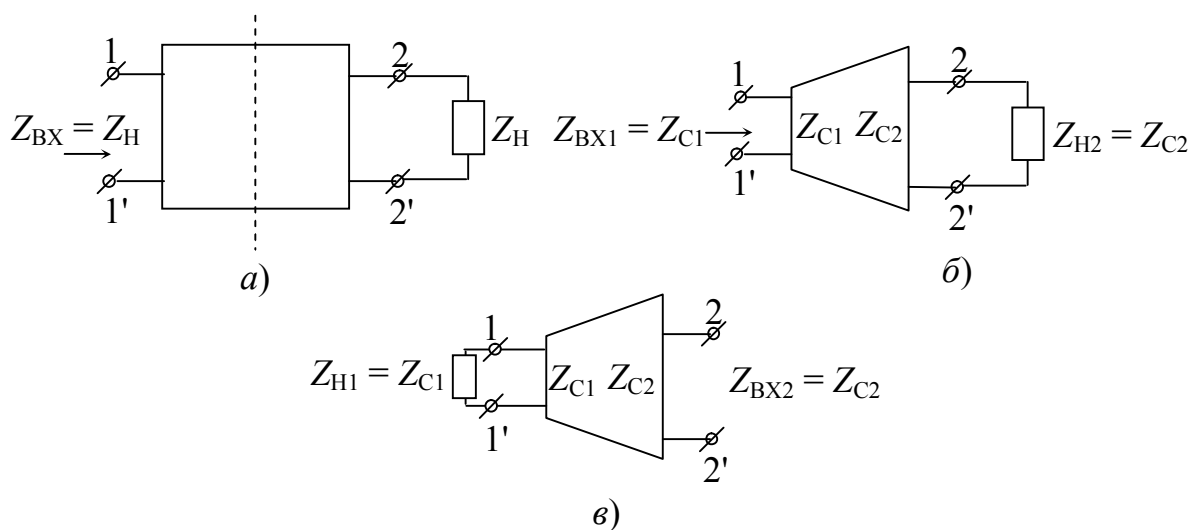 1
2
1
2
Z_ВХ = Z_Н
Z_Н
Z_ВХ1 = Z_С1
Z_С1
Z_С2
Z_Н2 = Z_С2
1'
2'
1'
2'
а)
б)
1
2
Z_Н1 = Z_С1
Z_С1
Z_С2
Z_ВХ2 = Z_С2
1'
2'
в)